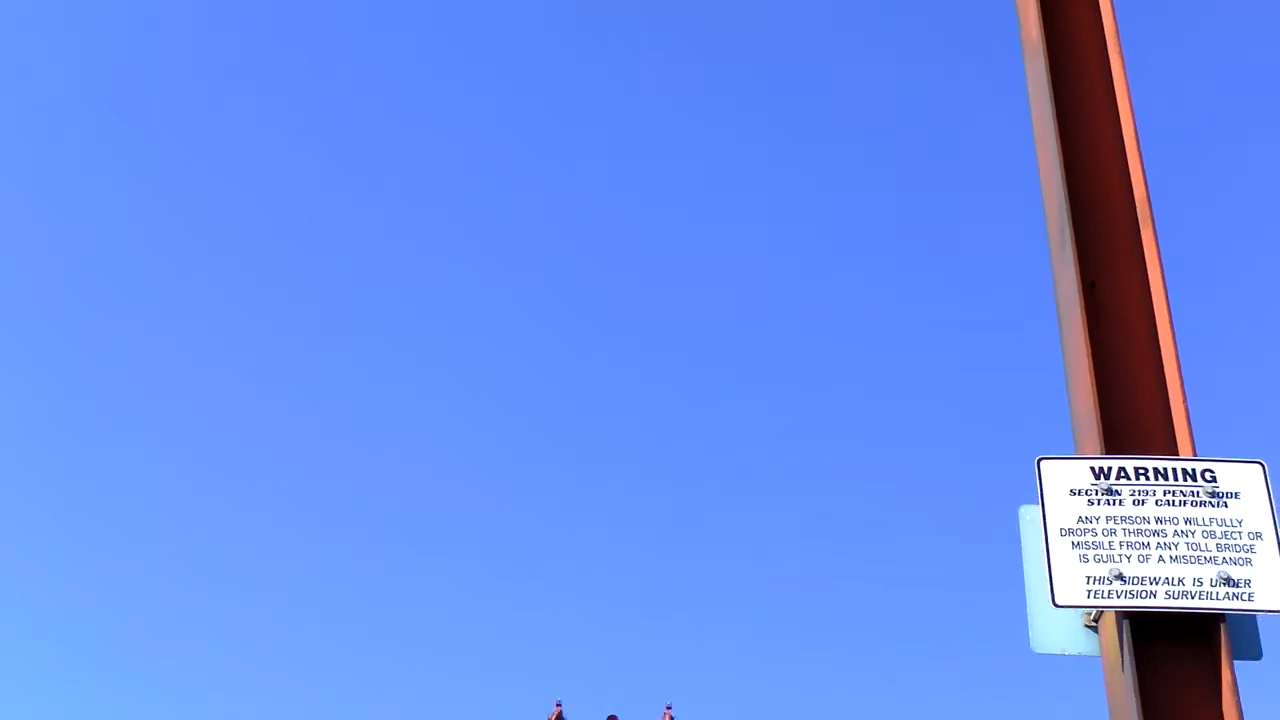 WARNING
SECTION 2193 PENAL CODE
STATE OF CALIFORNIA
ANY PERSON WHO WILLFULLY
DROPS OR THROWS ANY OBJECT OR
MISSILE FROM ANY TOLL BRIDGE
IS GUILTY OF A MISDEMEANOR
THIS SIDEWALK IS UNDER
TELEVISION SURVEILLANCE